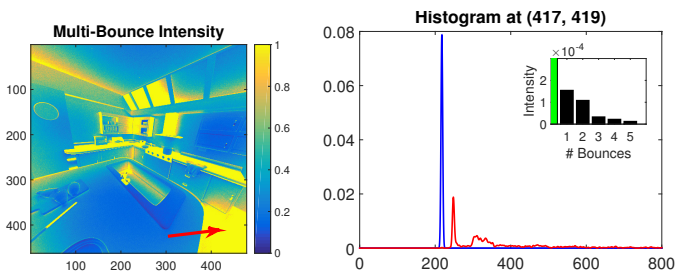 Multi-Bounce Intensity
100
200
300
400
100 200 300 400
1
0.8
0.6
0.4
0.2
0
Histogram at (417, 419)
0.08
0.06
0.04
0.02
0
0 200 400 600 800
×10⁻⁴
Intensity
2
1
0
1 2 3 4 5
# Bounces